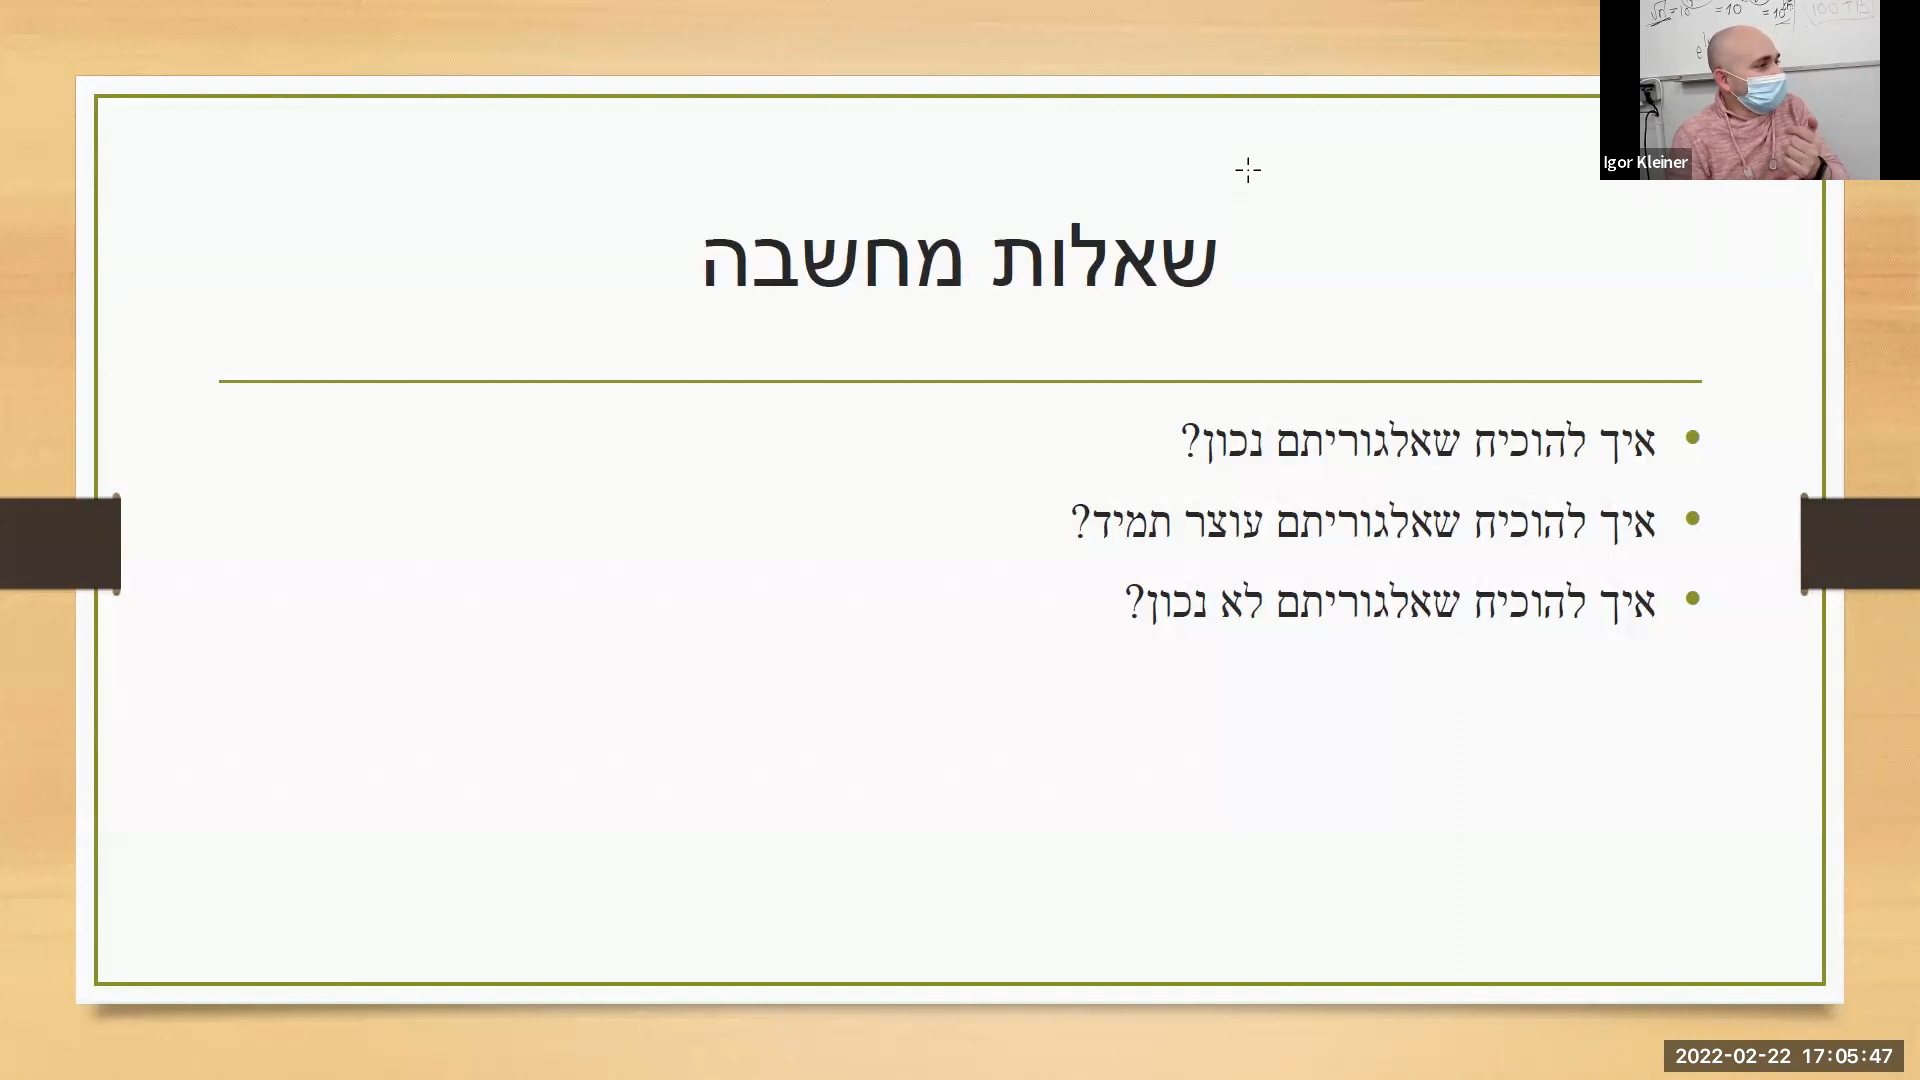 שאלות מחשבה
איך להוכיח שאלגוריתם נכון?
איך להוכיח שאלגוריתם עוצר תמיד?
איך להוכיח שאלגוריתם לא נכון?
Igor Kleiner
2022-02-22 17:05:47